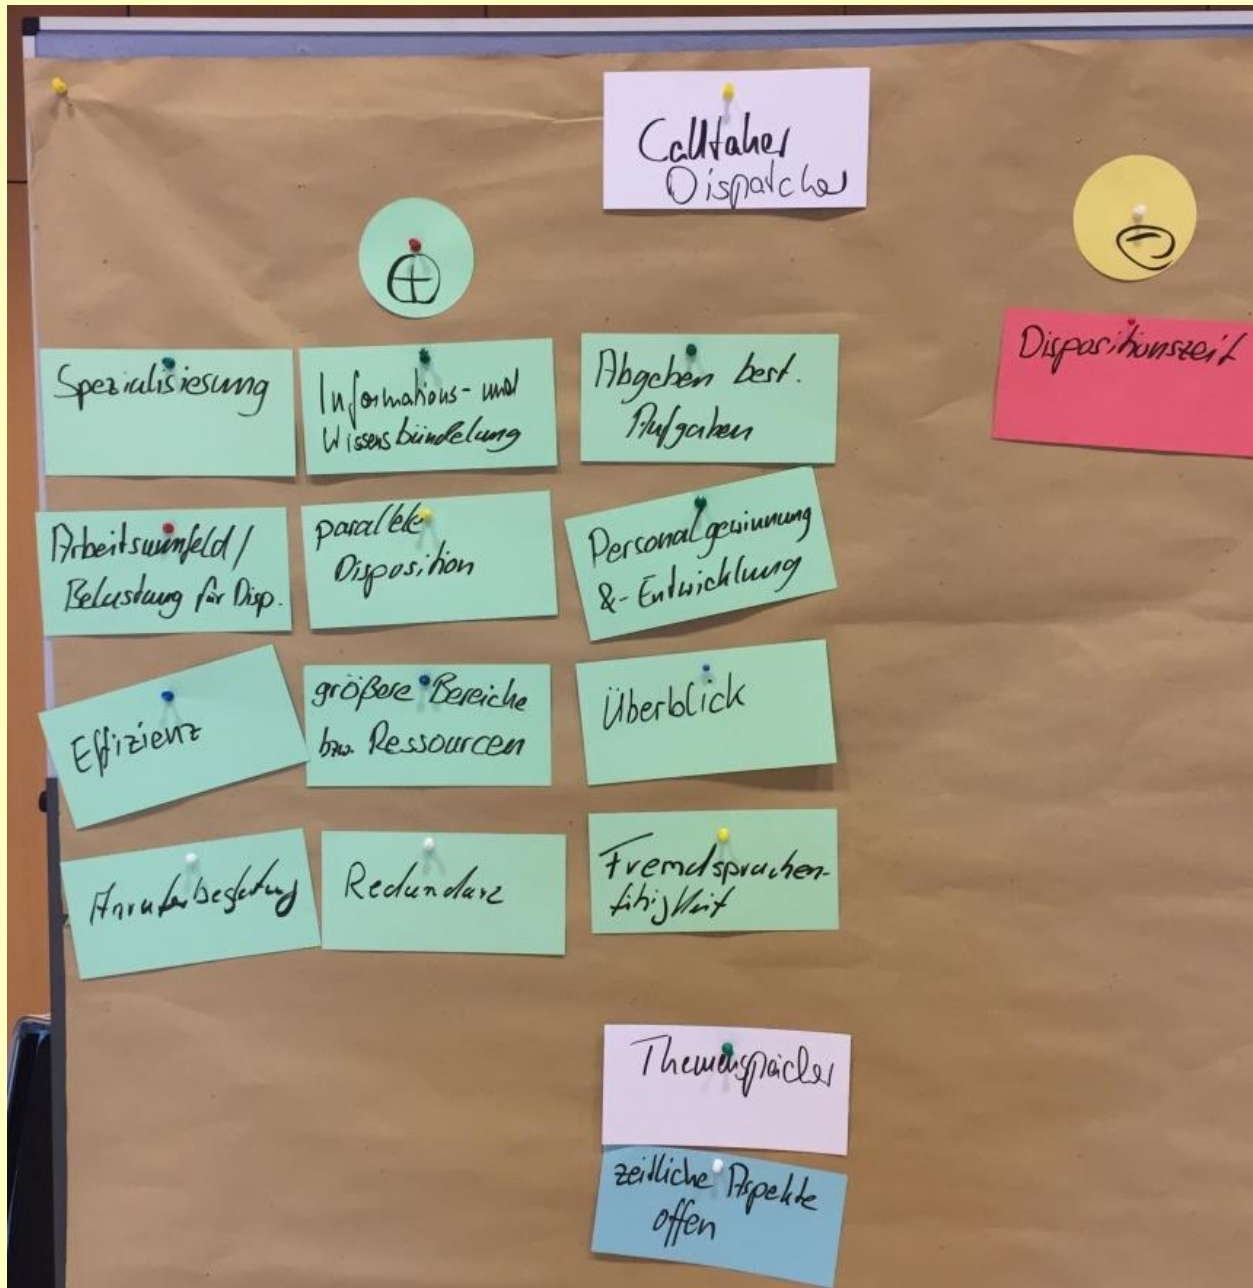 Calltaker
Dispatcher
+
-
Spezialisierung
Informations- und
Wissensbündelung
Abgeben best.
Aufgaben
Dispositionszeit
Arbeitsumfeld/
Belastung für Disp.
parallele
Disposition
Personalgewinnung
&-Entwicklung
Effizienz
größere Bereiche
bzw. Ressourcen
Überblick
Anruferbegleitung
Redundanz
Fremdsprachen-
fähigkeit
Themenspeicher
zeitliche Aspekte
offen